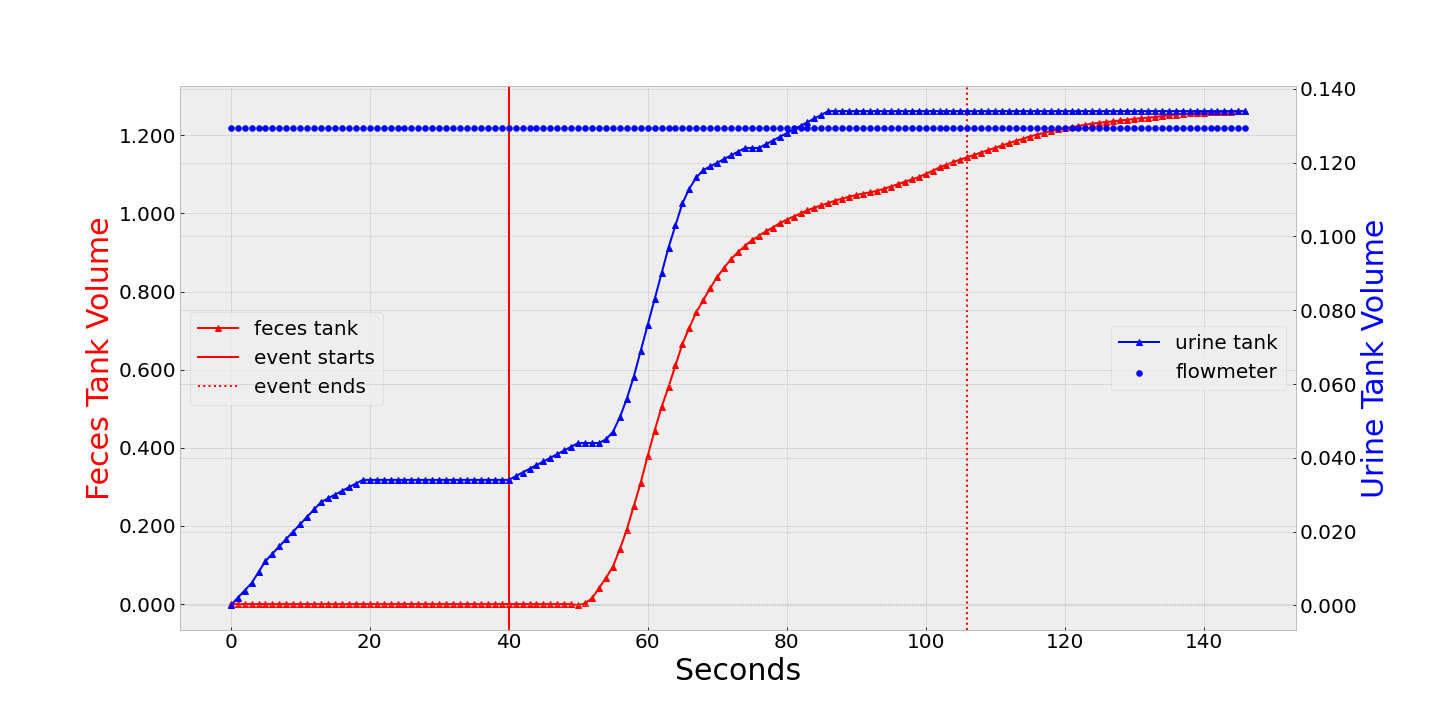 Feces Tank Volume
1.200
1.000
0.800
0.600
0.400
0.200
0.000
feces tank
event starts
event ends
0 20 40 60 80 100 120 140
Seconds
urine tank
flowmeter
0.140
0.120
0.100
0.080
0.060
0.040
0.020
0.000
Urine Tank Volume